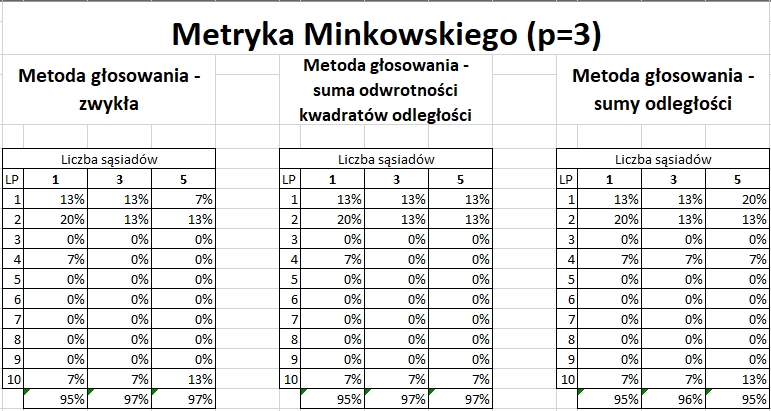 Metryka Minkowskiego (p=3)
Metoda głosowania -
zwykła
Liczba sąsiadów
LP 1 3 5
1 13% 13% 7%
2 20% 13% 13%
3 0% 0% 0%
4 7% 0% 0%
5 0% 0% 0%
6 0% 0% 0%
7 0% 0% 0%
8 0% 0% 0%
9 0% 0% 0%
10 7% 7% 13%
95% 97% 97%
Metoda głosowania -
suma odwrotności
kwadratów odległości
Liczba sąsiadów
LP 1 3 5
1 13% 13% 13%
2 20% 13% 13%
3 0% 0% 0%
4 7% 0% 0%
5 0% 0% 0%
6 0% 0% 0%
7 0% 0% 0%
8 0% 0% 0%
9 0% 0% 0%
10 7% 7% 7%
95% 97% 97%
Metoda głosowania -
sumy odległości
Liczba sąsiadów
LP 1 3 5
1 13% 13% 20%
2 20% 13% 13%
3 0% 0% 0%
4 7% 7% 7%
5 0% 0% 0%
6 0% 0% 0%
7 0% 0% 0%
8 0% 0% 0%
9 0% 0% 0%
10 7% 7% 13%
95% 96% 95%